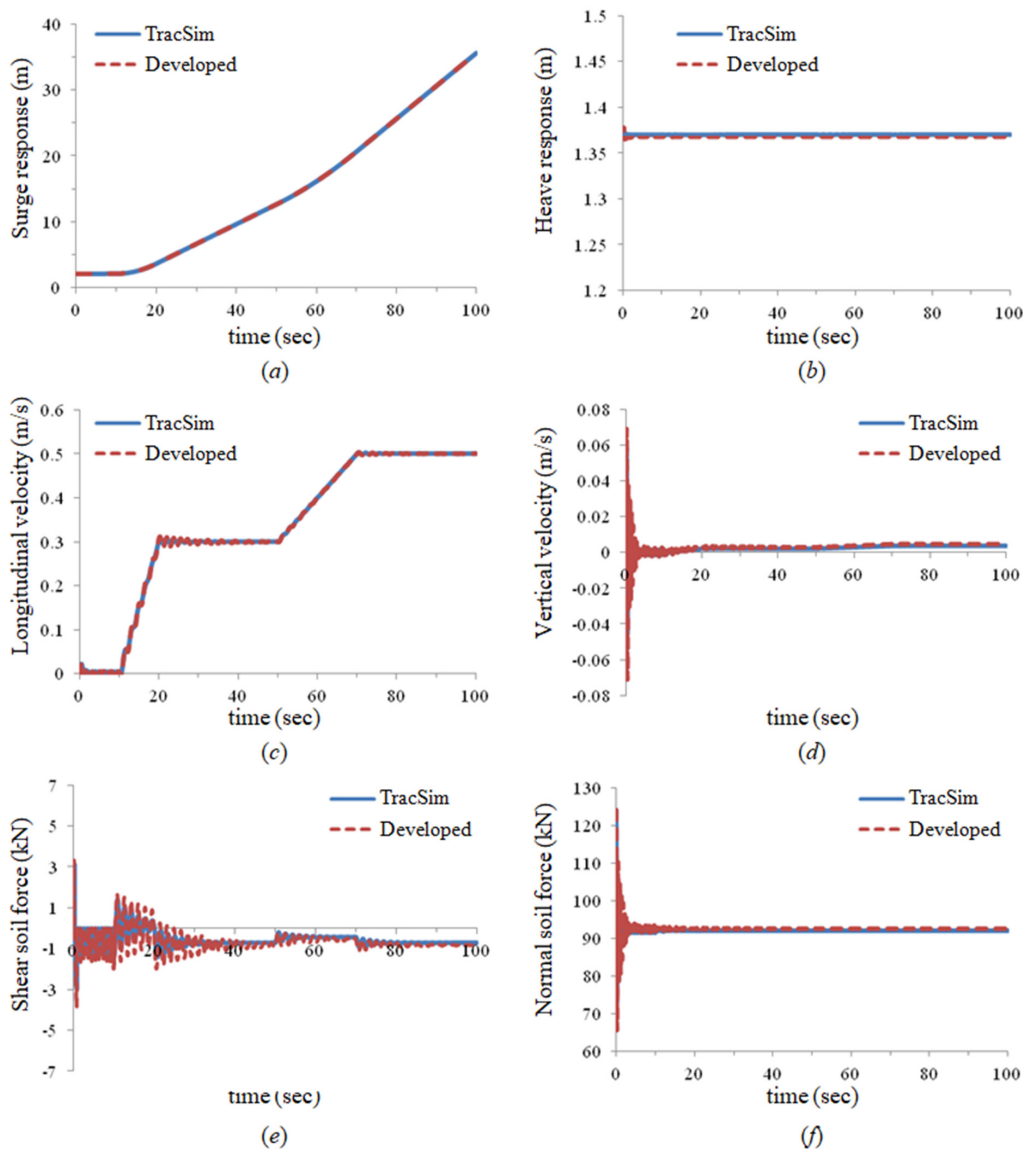 40
30
20
10
0
Surge response (m)
TracSim
Developed
0 20 40 60 80 100
time (sec)
(a)
1.5
1.45
1.4
1.35
1.3
1.25
1.2
Heave response (m)
TracSim
Developed
0 20 40 60 80 100
time (sec)
(b)
0.6
0.5
0.4
0.3
0.2
0.1
0
Longitudinal velocity (m/s)
TracSim
Developed
0 20 40 60 80 100
time (sec)
(c)
0.08
0.06
0.04
0.02
0
-0.02
-0.04
-0.06
-0.08
Vertical velocity (m/s)
TracSim
Developed
0 20 40 60 80 100
time (sec)
(d)
7
5
3
1
-1
-3
-5
-7
Shear soil force (kN)
TracSim
Developed
0 20 40 60 80 100
time (sec)
(e)
130
120
110
100
90
80
70
60
Normal soil force (kN)
TracSim
Developed
0 20 40 60 80 100
time (sec)
(f)